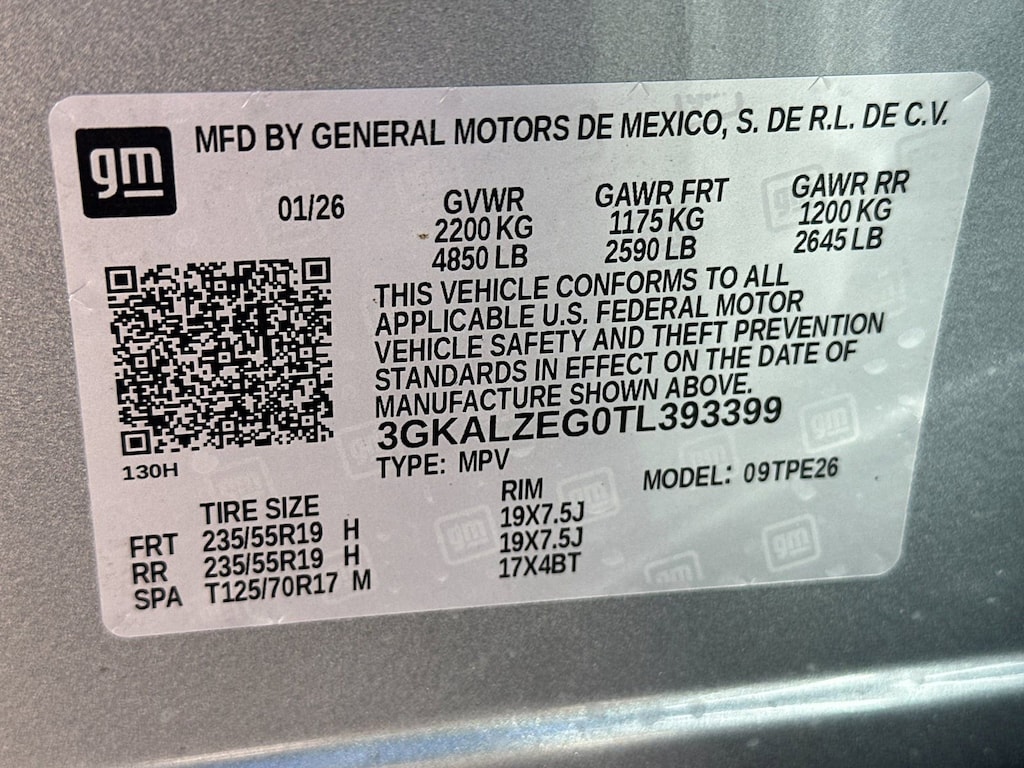 gm
MFD BY GENERAL MOTORS DE MEXICO, S. DE R.L. DE C.V.
01/26
GVWR
2200 KG
4850 LB
GAWR FRT
1175 KG
2590 LB
GAWR RR
1200 KG
2645 LB
THIS VEHICLE CONFORMS TO ALL
APPLICABLE U.S. FEDERAL MOTOR
VEHICLE SAFETY AND THEFT PREVENTION
STANDARDS IN EFFECT ON THE DATE OF
MANUFACTURE SHOWN ABOVE.
3GKALZEG0TL393399
TYPE: MPV
MODEL: 09TPE26
130H
TIRE SIZE RIM
FRT 235/55R19 H 19X7.5J
RR 235/55R19 H 19X7.5J
SPA T125/70R17 M 17X4BT